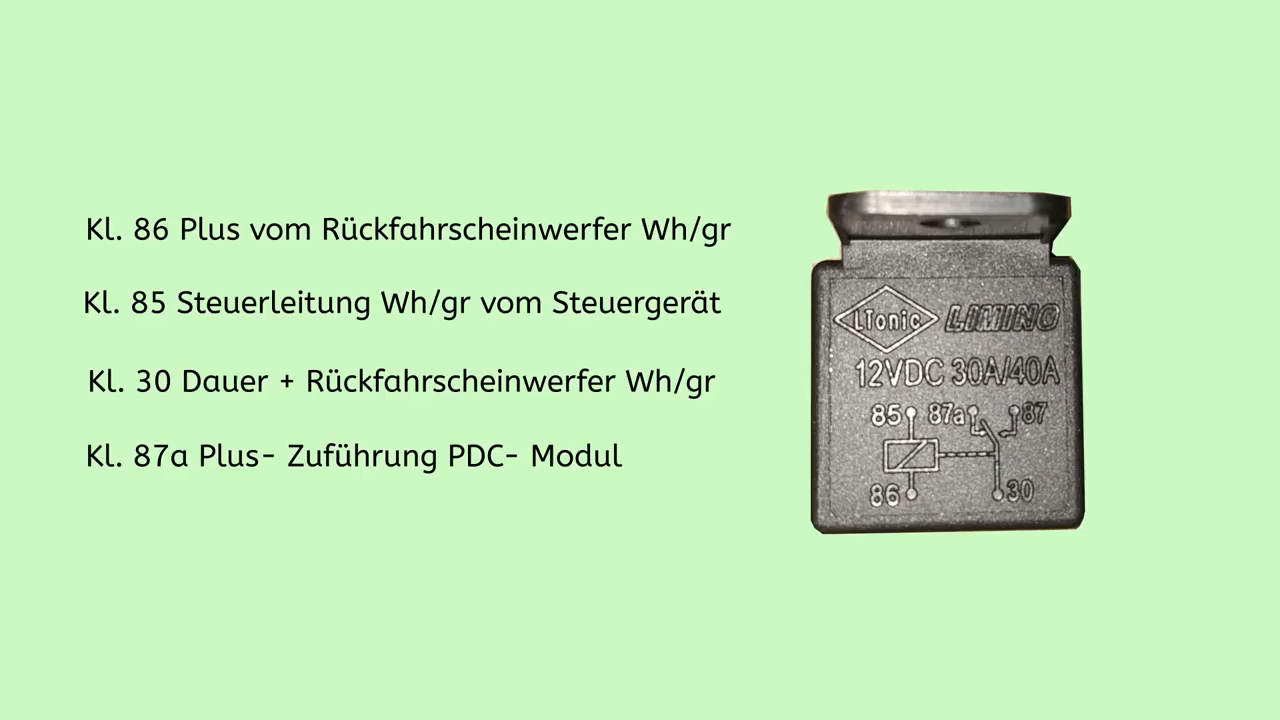 Kl. 86 Plus vom Rückfahrscheinwerfer Wh/gr
Kl. 85 Steuerleitung Wh/gr vom Steuergerät
Kl. 30 Dauer + Rückfahrscheinwerfer Wh/gr
Kl. 87a Plus- Zuführung PDC- Modul
LTonic LIMING
12VDC 30A/40A
85 87a 87
86 30